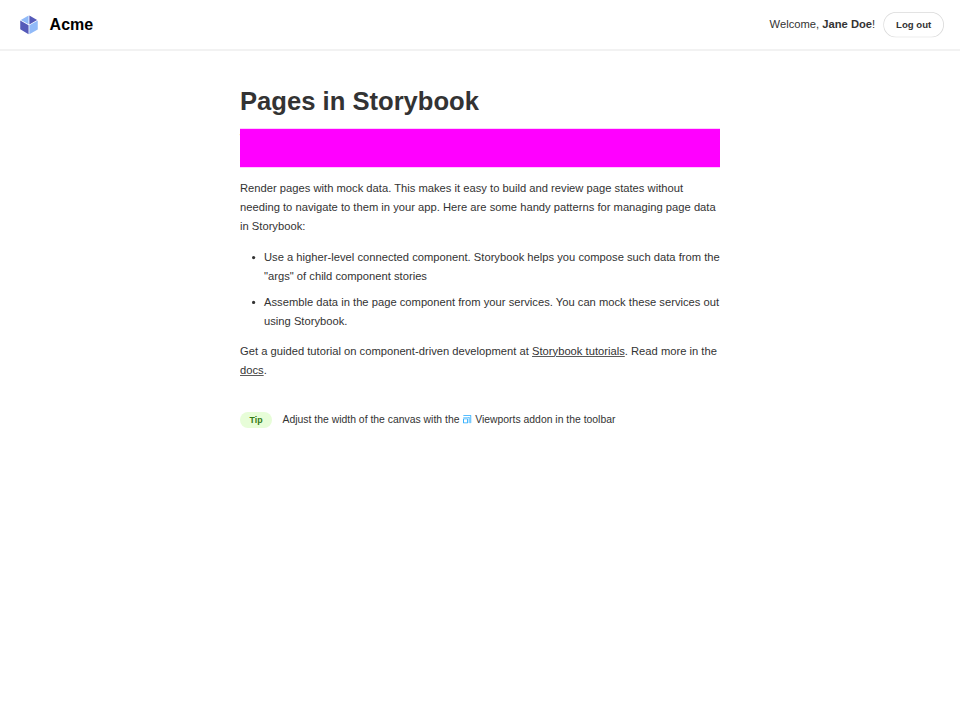 Acme
Welcome, Jane Doe!
Log out
Pages in Storybook
Render pages with mock data. This makes it easy to build and review page states without
needing to navigate to them in your app. Here are some handy patterns for managing page data
in Storybook:
• Use a higher-level connected component. Storybook helps you compose such data from the
"args" of child component stories
• Assemble data in the page component from your services. You can mock these services out
using Storybook.
Get a guided tutorial on component-driven development at Storybook tutorials. Read more in the
docs.
Tip
Adjust the width of the canvas with the Viewports addon in the toolbar